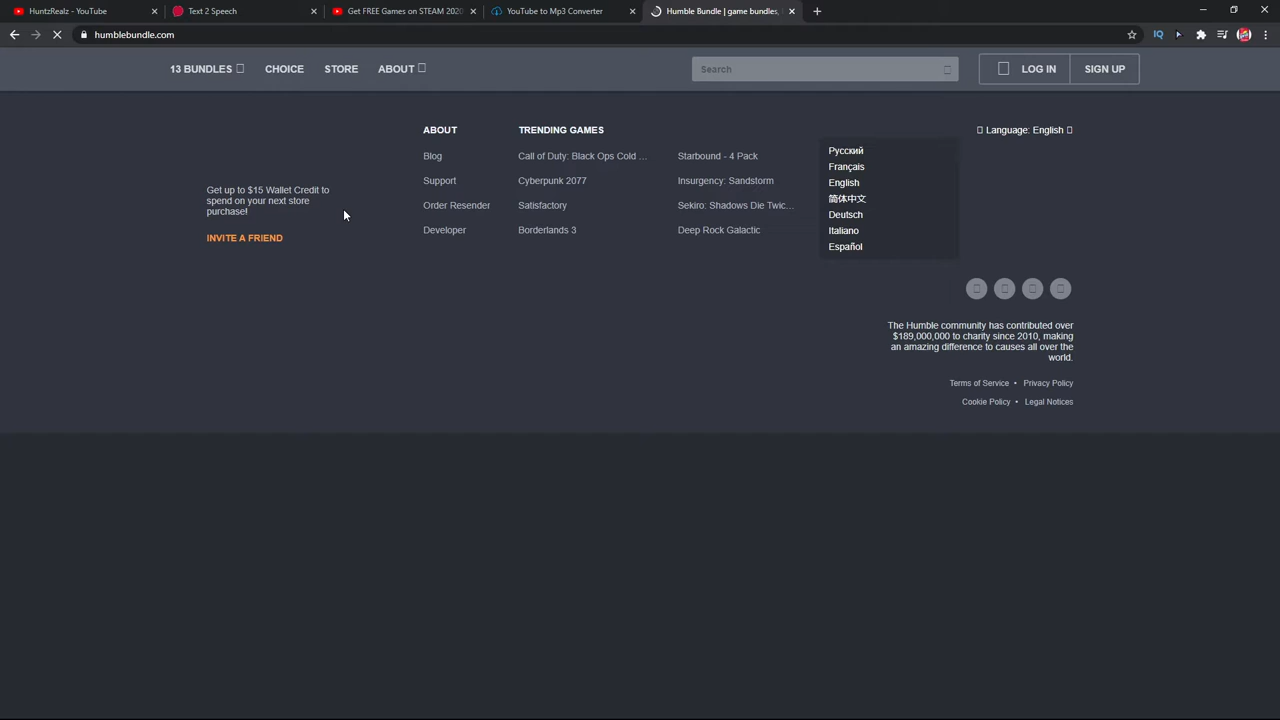 HuntzRealz - YouTube
Text 2 Speech
Get FREE Games on STEAM 2020
YouTube to Mp3 Converter
Humble Bundle | game bundles,
humblebundle.com
IQ
13 BUNDLES
CHOICE
STORE
ABOUT
Search
LOG IN
SIGN UP
ABOUT
Blog
Support
Order Resender
Developer
TRENDING GAMES
Call of Duty: Black Ops Cold ...
Cyberpunk 2077
Satisfactory
Borderlands 3
Starbound - 4 Pack
Insurgency: Sandstorm
Sekiro: Shadows Die Twic...
Deep Rock Galactic
Get up to $15 Wallet Credit to
spend on your next store
purchase!
INVITE A FRIEND
Language: English
Русский
Français
English
简体中文
Deutsch
Italiano
Español
The Humble community has contributed over
$189,000,000 to charity since 2010, making
an amazing difference to causes all over the
world.
Terms of Service • Privacy Policy
Cookie Policy • Legal Notices